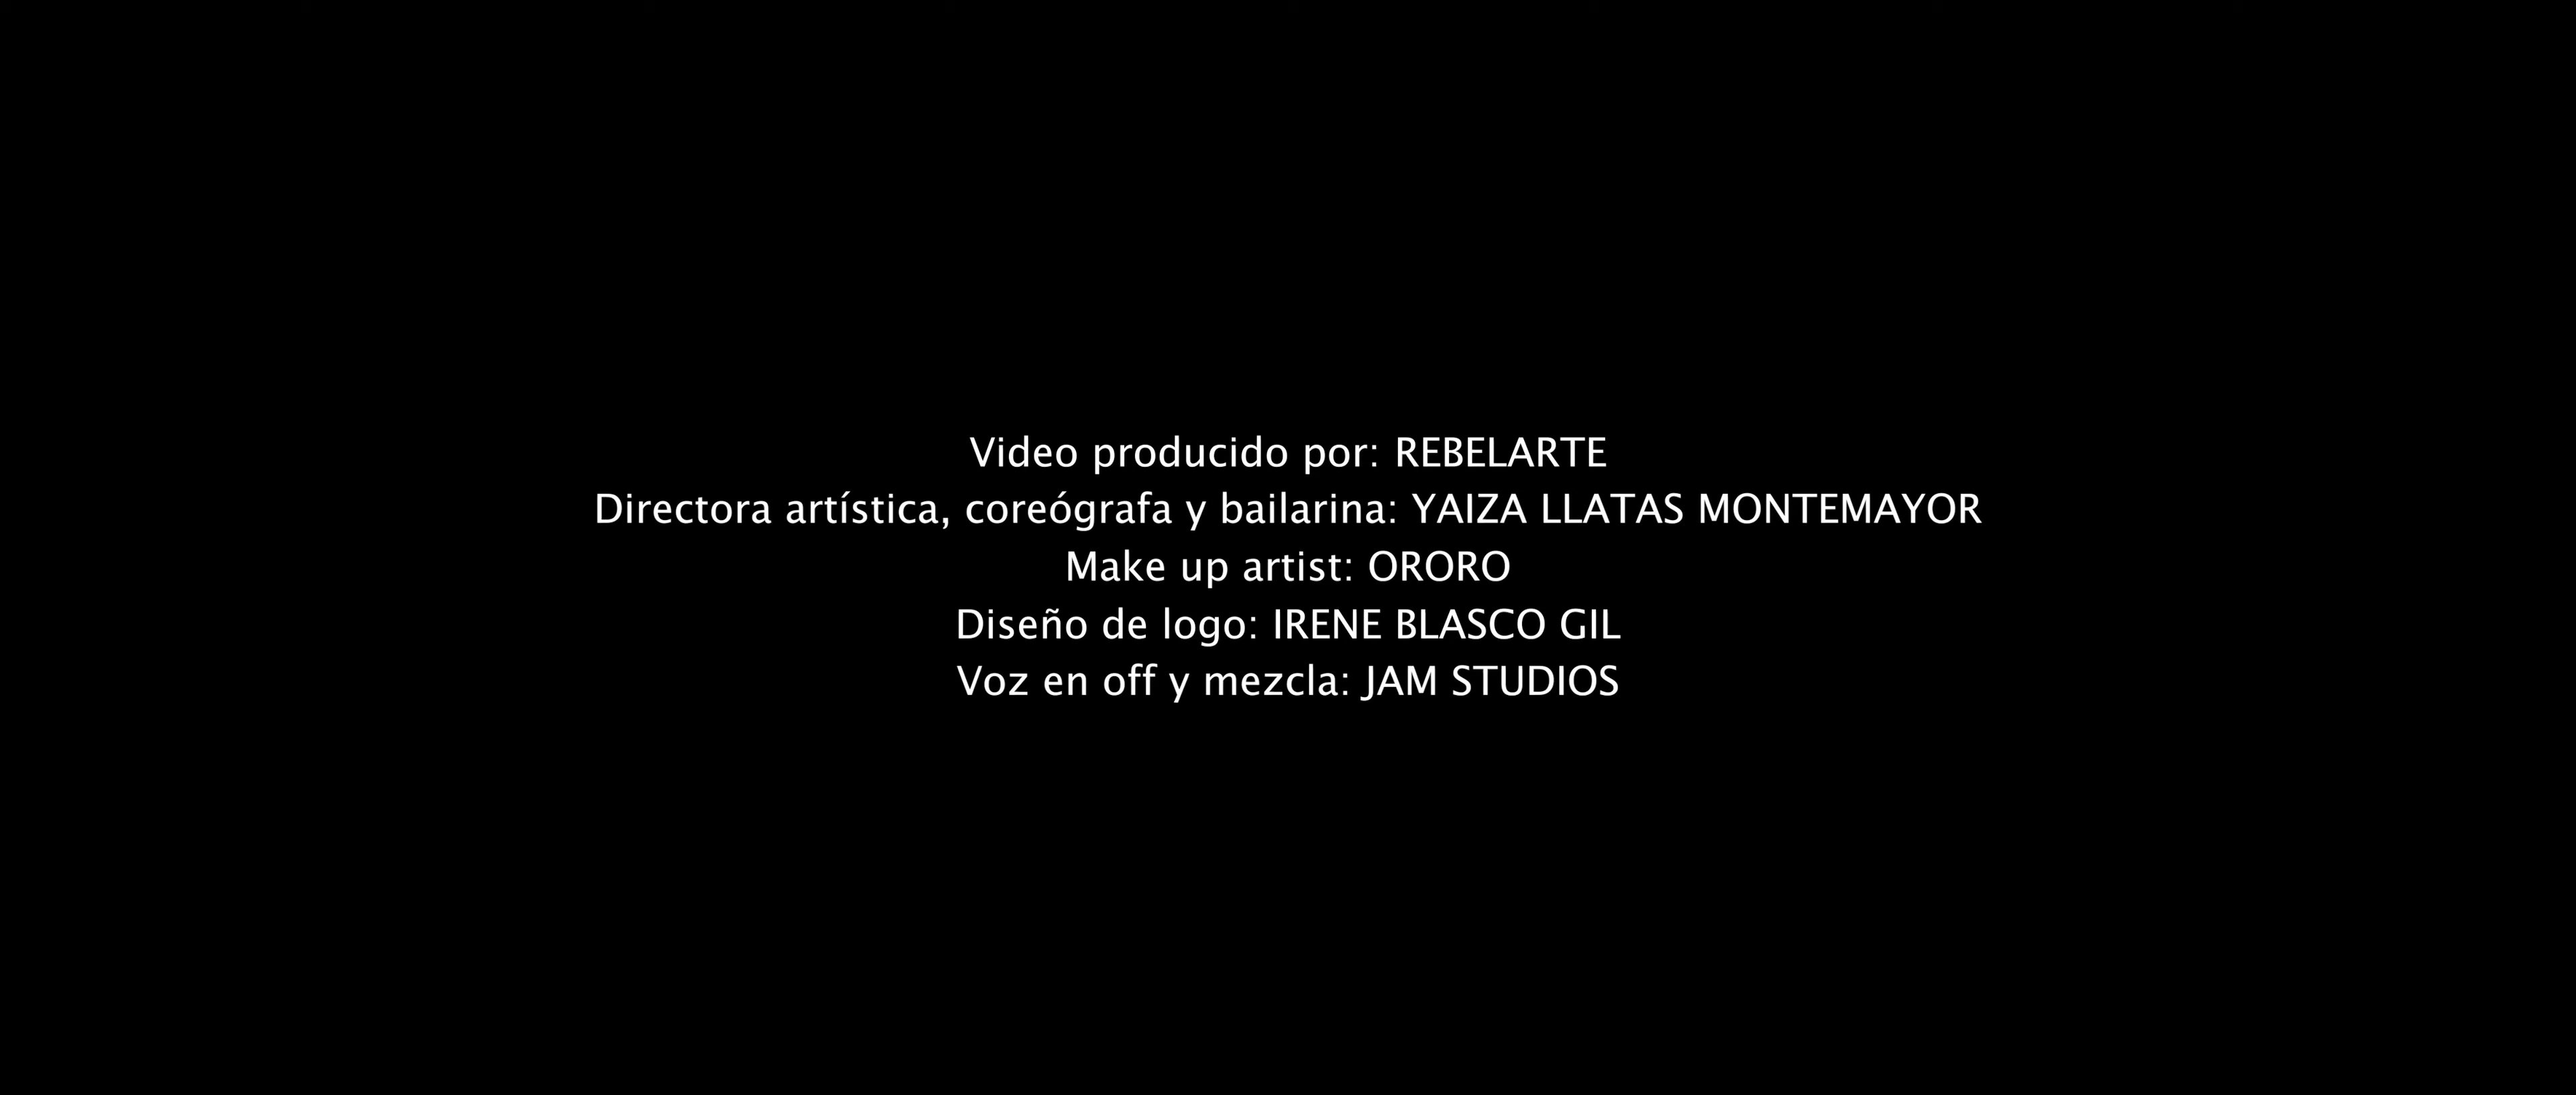 Video producido por: REBELARTE
Directora artística, coreógrafa y bailarina: YAIZA LLATAS MONTEMAYOR
Make up artist: ORORO
Diseño de logo: IRENE BLASCO GIL
Voz en off y mezcla: JAM STUDIOS